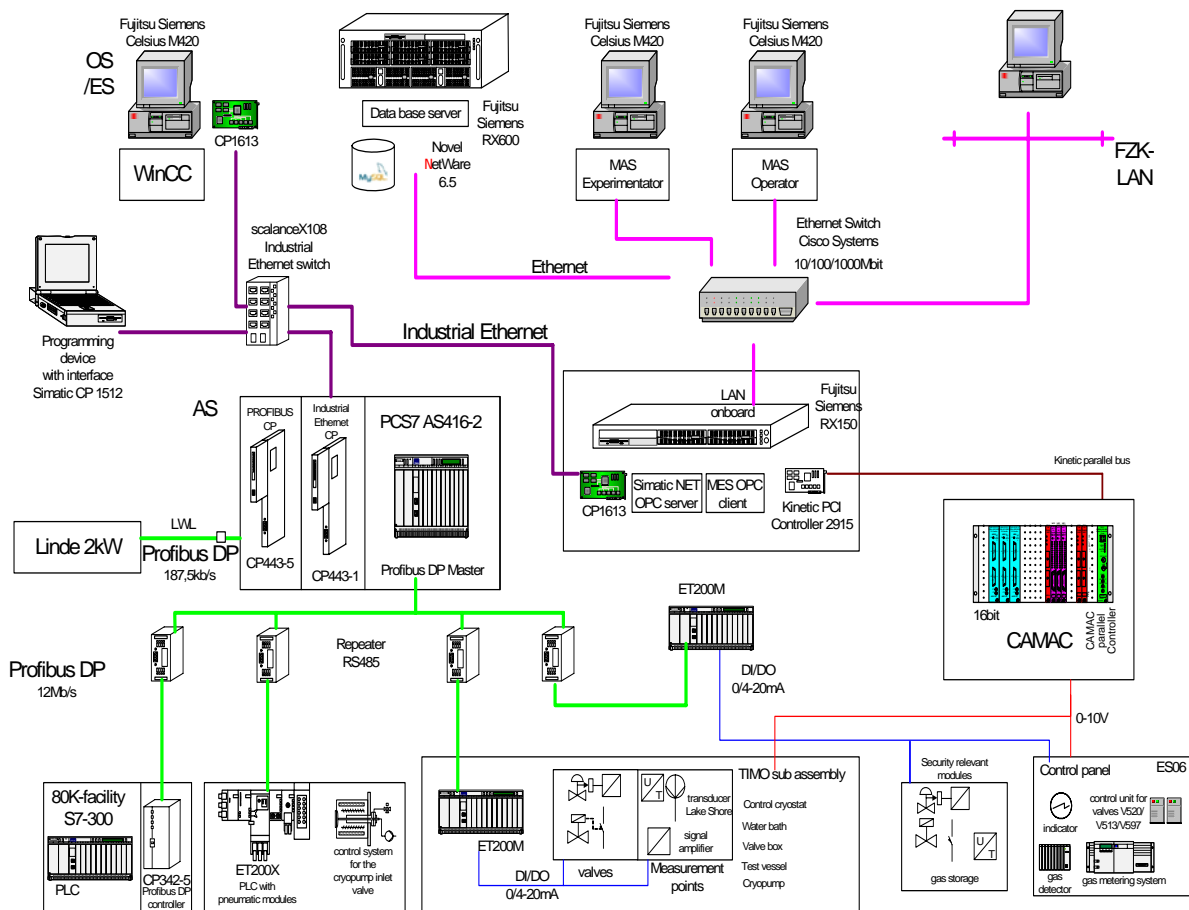 Fujitsu Siemens
Celsius M420
OS
/ES
CP1613
WinCC
Data base server
Fujitsu
Siemens
RX600
MySQL
Novel
NetWare
6.5
Fujitsu Siemens
Celsius M420
Fujitsu Siemens
Celsius M420
MAS
Experimentator
MAS
Operator
FZK-
LAN
scalanceX108
Industrial
Ethernet switch
Ethernet
Ethernet Switch
Cisco Systems
10/100/1000Mbit
Programming
device
with interface
Simatic CP 1512
Industrial Ethernet
AS
PROFIBUS
CP
Industrial
Ethernet
CP
PCS7 AS416-2
CP443-5
CP443-1
Profibus DP Master
LAN
onboard
Fujitsu
Siemens
RX150
CP1613
Simatic NET
OPC server
MES OPC
client
Kinetic PCI
Controller 2915
Kinetic parallel bus
Linde 2kW
LWL
Profibus DP
187,5kb/s
16bit
CAMAC
CAMAC
parallel
Controller
Profibus DP
12Mb/s
Repeater
RS485
ET200M
DI/DO
0/4-20mA
0-10V
80K-facility
S7-300
PLC
CP342-5
Profibus DP
controller
ET200X
PLC with
pneumatic modules
control system
for the
cryopump inlet
valve
ET200M
DI/DO
0/4-20mA
valves
U
T
transducer
Lake Shore
signal
amplifier
Measurement
points
TIMO sub assembly
Control cryostat
Water bath
Valve box
Test vessel
Cryopump
Security relevant
modules
U
T
gas storage
Control panel
ES06
indicator
control unit for
valves V520/
V513/V597
gas
detector
gas metering system